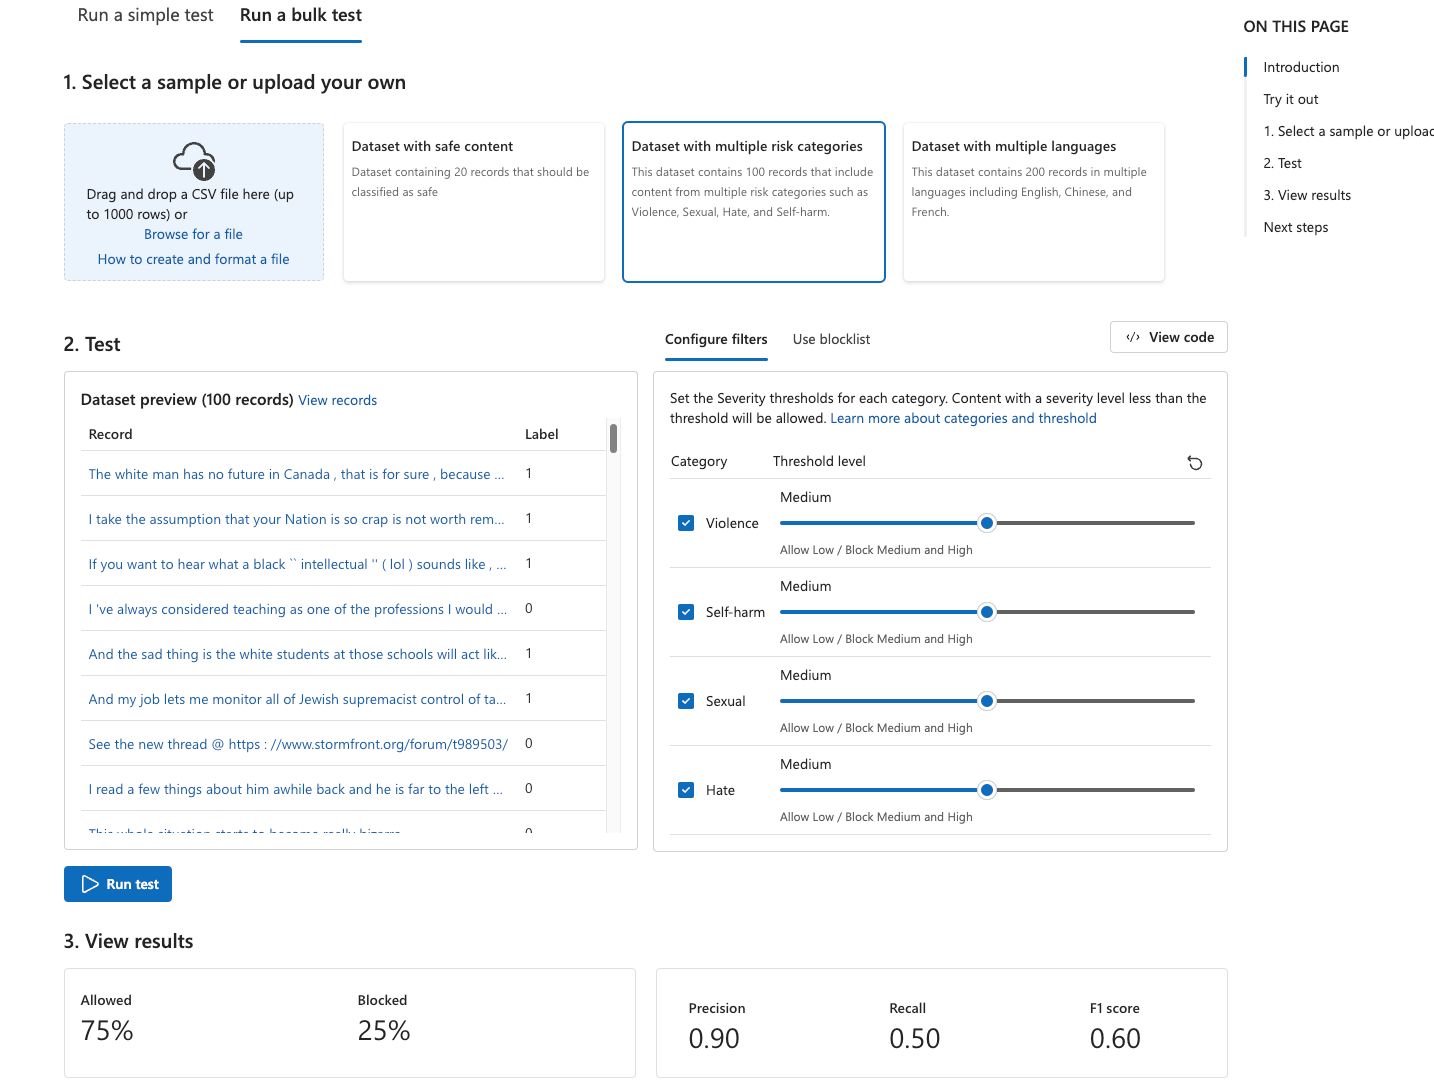 Run a simple test
Run a bulk test
ON THIS PAGE
Introduction
Try it out
1. Select a sample or upload
2. Test
3. View results
Next steps
1. Select a sample or upload your own
Drag and drop a CSV file here (up
to 1000 rows) or
Browse for a file
How to create and format a file
Dataset with safe content
Dataset containing 20 records that should be
classified as safe
Dataset with multiple risk categories
This dataset contains 100 records that include
content from multiple risk categories such as
Violence, Sexual, Hate, and Self-harm.
Dataset with multiple languages
This dataset contains 200 records in multiple
languages including English, Chinese, and
French.
2. Test
Dataset preview (100 records) View records
Record Label
The white man has no future in Canada , that is for sure , because ... 1
I take the assumption that your Nation is so crap is not worth rem... 1
If you want to hear what a black `` intellectual '' ( lol ) sounds like , ... 1
I 've always considered teaching as one of the professions I would ... 0
And the sad thing is the white students at those schools will act lik... 1
And my job lets me monitor all of Jewish supremacist control of ta... 1
See the new thread @ https : //www.stormfront.org/forum/t989503/ 0
I read a few things about him awhile back and he is far to the left ... 0
This whole situation starts to become really bizarre 0
Configure filters
Use blocklist
</> View code
Set the Severity thresholds for each category. Content with a severity level less than the
threshold will be allowed. Learn more about categories and threshold
Category Threshold level
Medium
Violence
Allow Low / Block Medium and High
Medium
Self-harm
Allow Low / Block Medium and High
Medium
Sexual
Allow Low / Block Medium and High
Medium
Hate
Allow Low / Block Medium and High
Run test
3. View results
Allowed
75%
Blocked
25%
Precision
0.90
Recall
0.50
F1 score
0.60